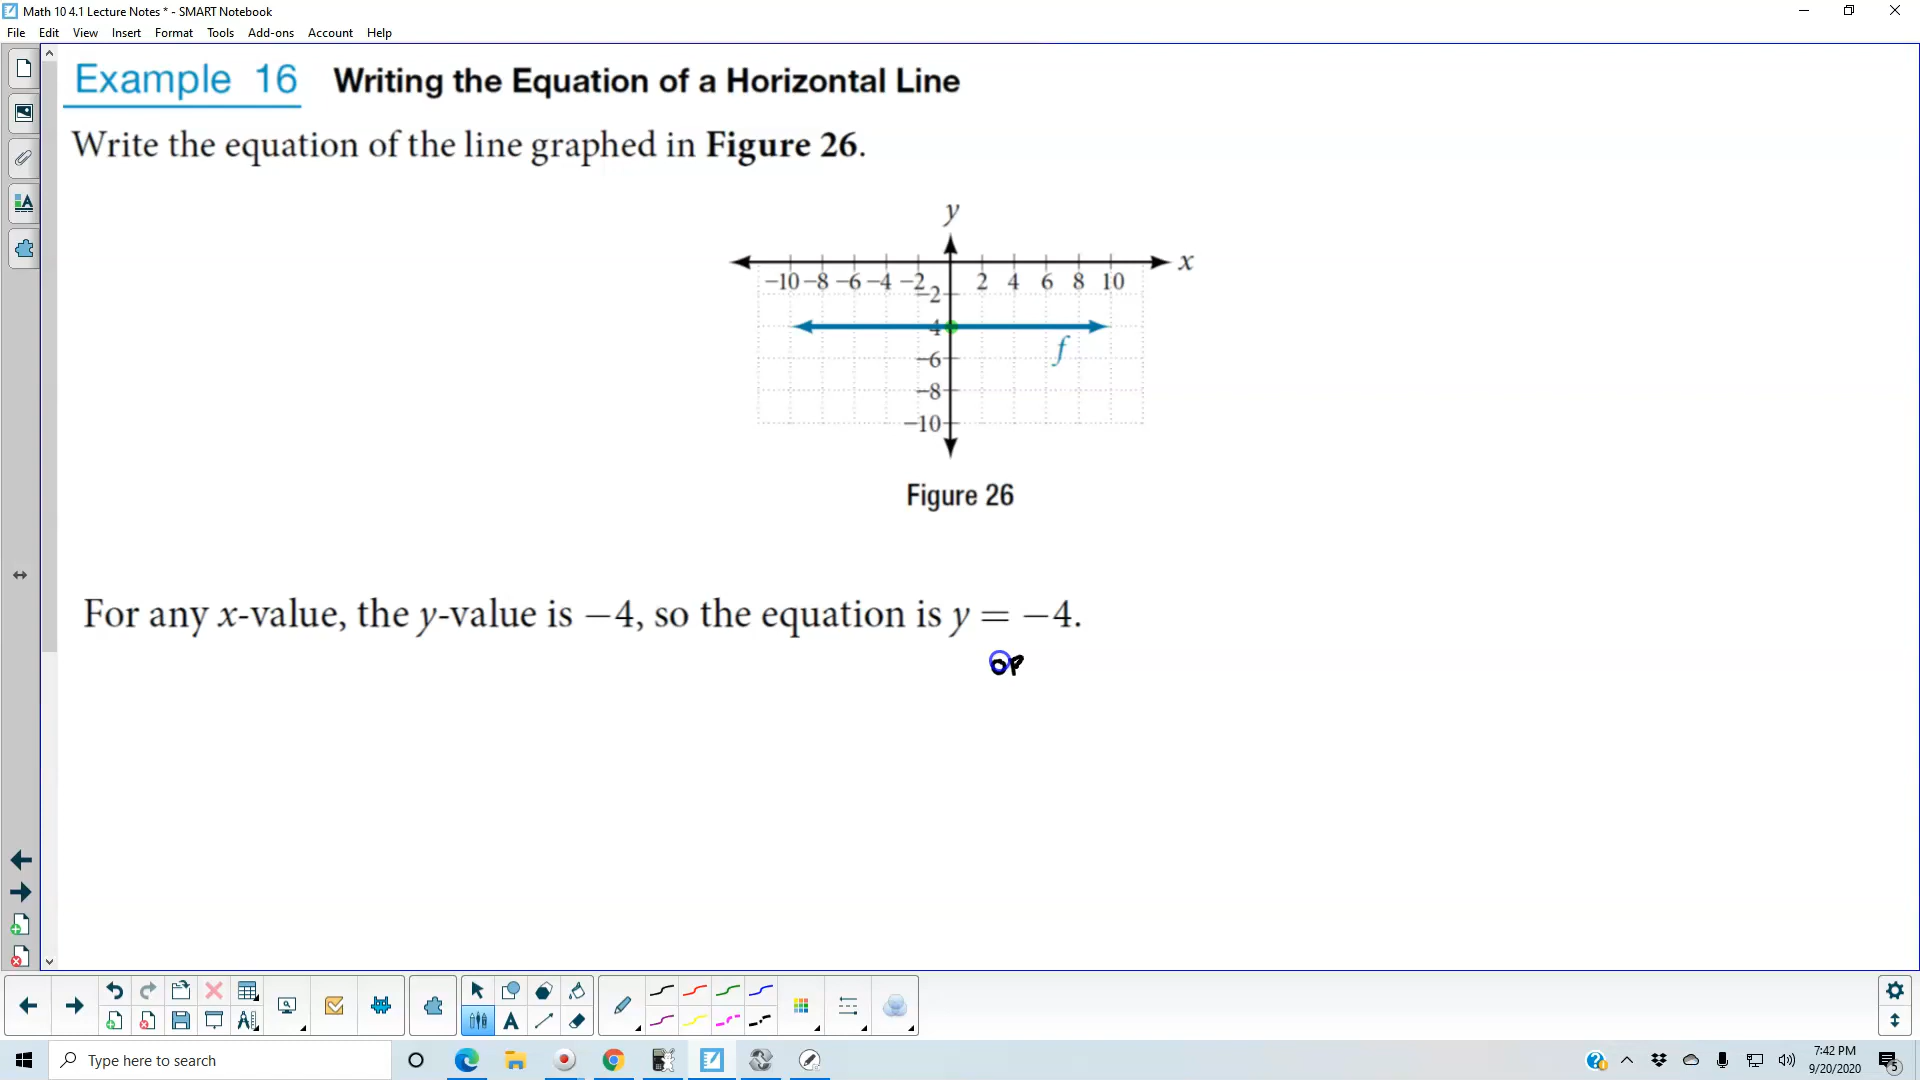 Math 10 4.1 Lecture Notes * - SMART Notebook
File Edit View Insert Format Tools Add-ons Account Help
Example 16 Writing the Equation of a Horizontal Line
Write the equation of the line graphed in Figure 26.
y
x
−10 −8 −6 −4 −2 2 4 6 8 10
−2
4
f
−6
−8
−10
Figure 26
For any x-value, the y-value is −4, so the equation is y = −4.
or
A
Type here to search
7:42 PM
9/20/2020
5